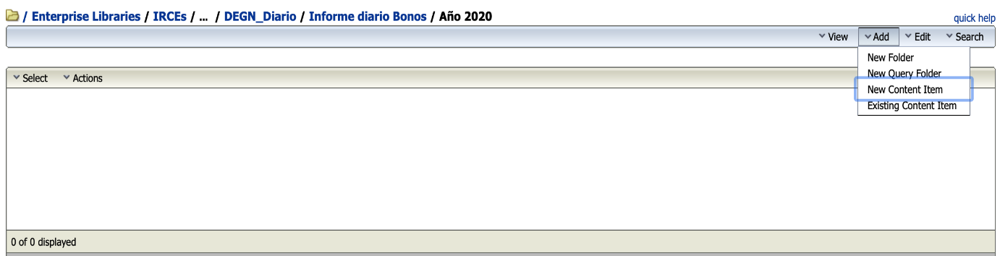 / Enterprise Libraries / IRCEs / ... / DEGN_Diario / Informe diario Bonos / Año 2020
quick help
View Add Edit Search
New Folder
New Query Folder
New Content Item
Existing Content Item
Select Actions
0 of 0 displayed